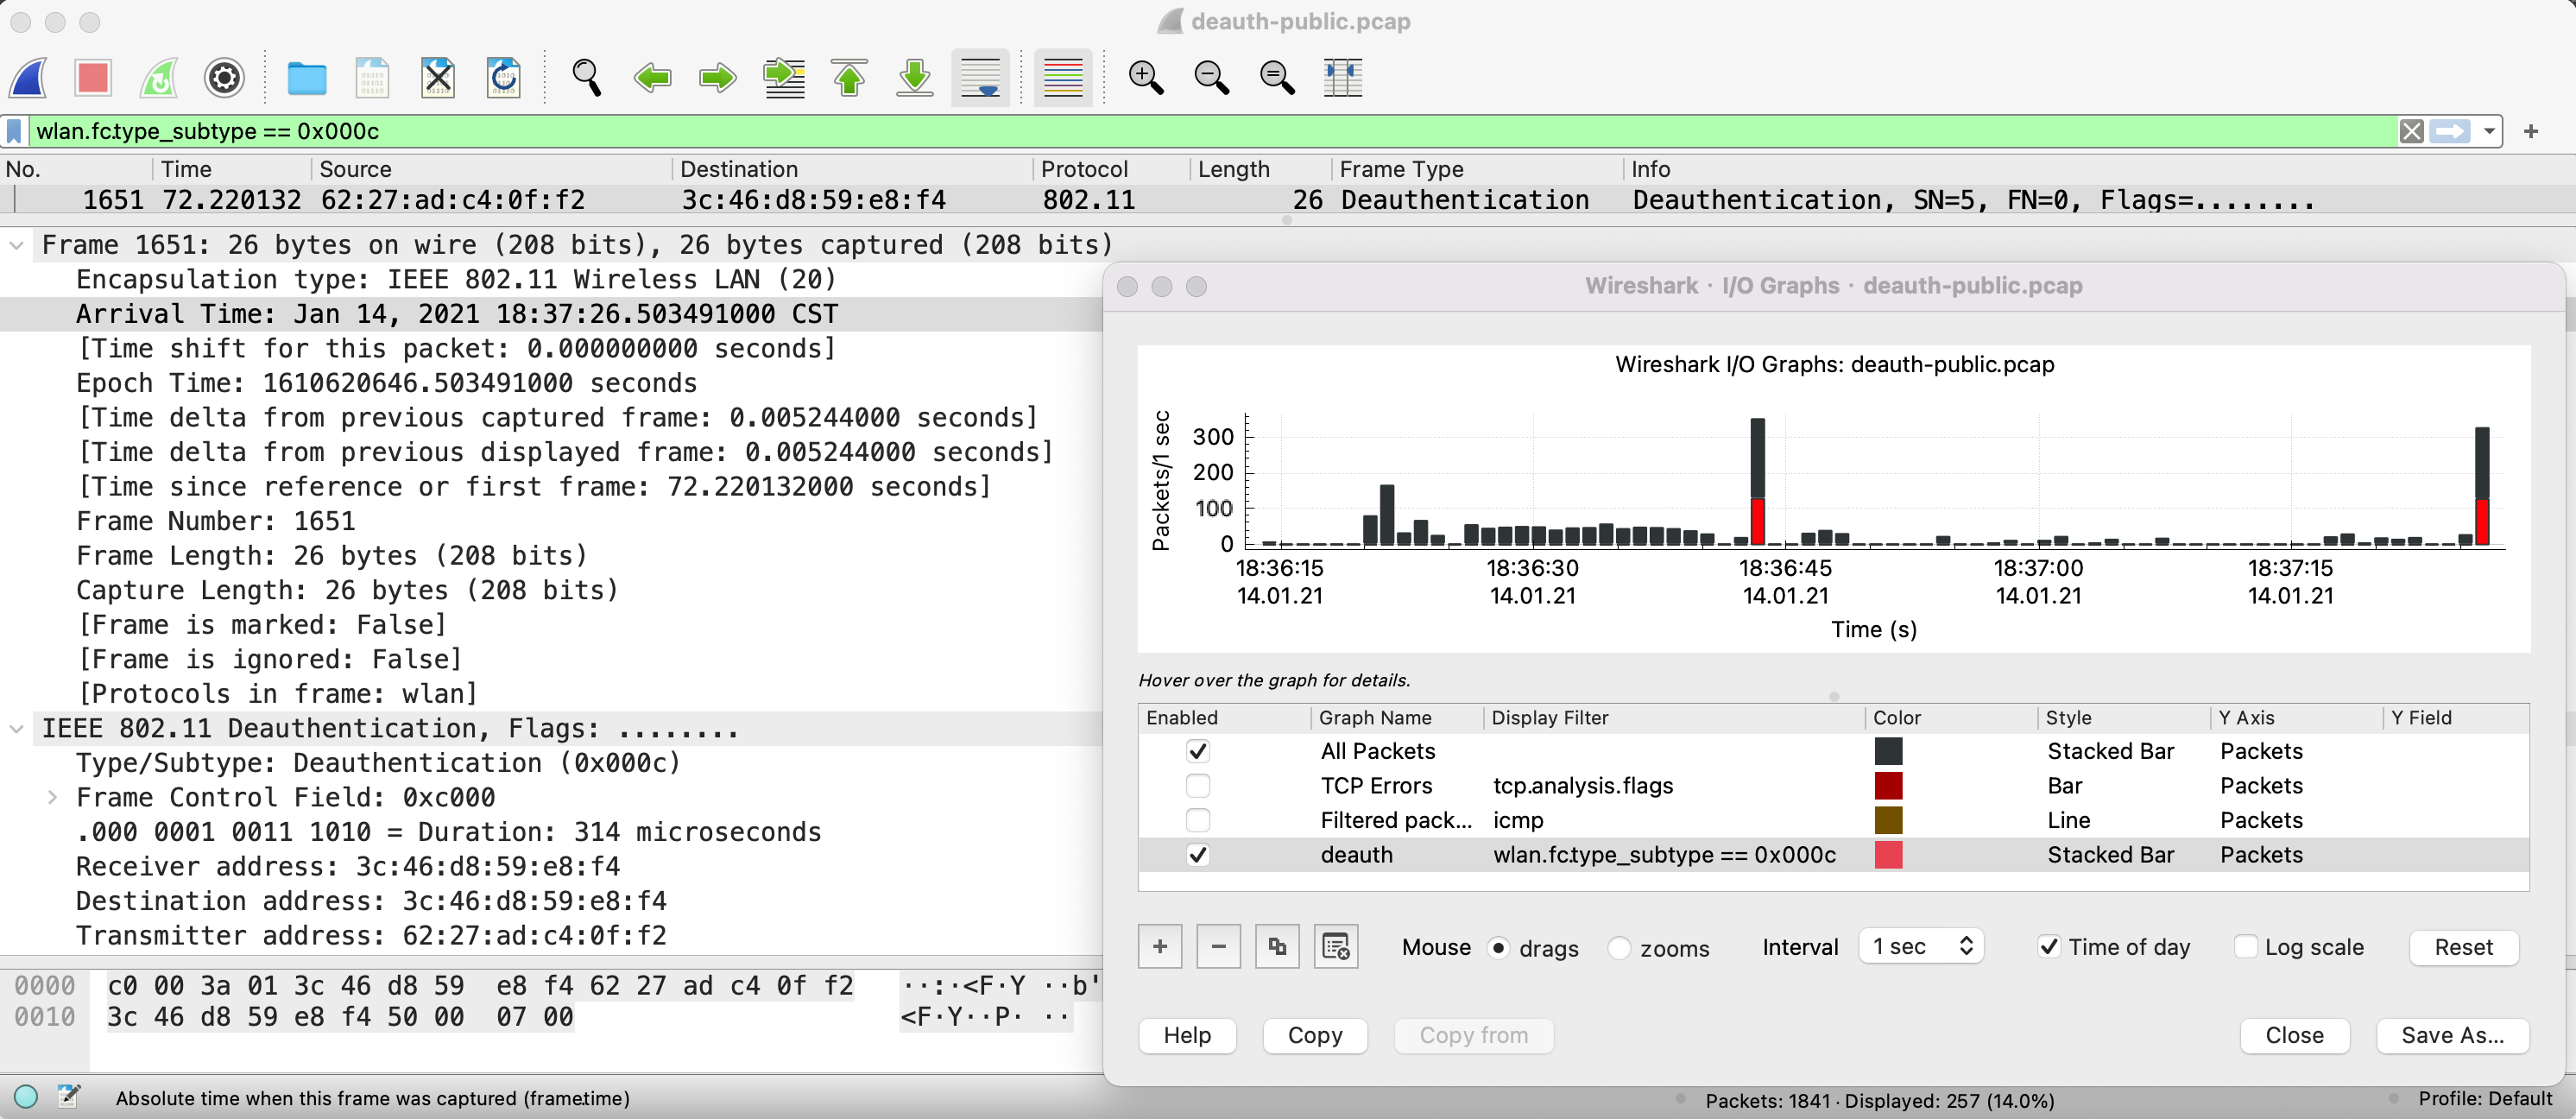 deauth-public.pcap
wlan.fc.type_subtype == 0x000c
No. Time Source Destination Protocol Length Frame Type Info
1651 72.220132 62:27:ad:c4:0f:f2 3c:46:d8:59:e8:f4 802.11 26 Deauthentication Deauthentication, SN=5, FN=0, Flags=........
Frame 1651: 26 bytes on wire (208 bits), 26 bytes captured (208 bits)
Encapsulation type: IEEE 802.11 Wireless LAN (20)
Arrival Time: Jan 14, 2021 18:37:26.503491000 CST
[Time shift for this packet: 0.000000000 seconds]
Epoch Time: 1610620646.503491000 seconds
[Time delta from previous captured frame: 0.005244000 seconds]
[Time delta from previous displayed frame: 0.005244000 seconds]
[Time since reference or first frame: 72.220132000 seconds]
Frame Number: 1651
Frame Length: 26 bytes (208 bits)
Capture Length: 26 bytes (208 bits)
[Frame is marked: False]
[Frame is ignored: False]
[Protocols in frame: wlan]
IEEE 802.11 Deauthentication, Flags: ........
Type/Subtype: Deauthentication (0x000c)
Frame Control Field: 0xc000
.000 0001 0011 1010 = Duration: 314 microseconds
Receiver address: 3c:46:d8:59:e8:f4
Destination address: 3c:46:d8:59:e8:f4
Transmitter address: 62:27:ad:c4:0f:f2
0000 c0 00 3a 01 3c 46 d8 59 e8 f4 62 27 ad c4 0f f2 ··:·<F·Y ··b'
0010 3c 46 d8 59 e8 f4 50 00 07 00 <F·Y··P· ··
Wireshark · I/O Graphs · deauth-public.pcap
Wireshark I/O Graphs: deauth-public.pcap
Packets/1 sec
300
200
100
0
18:36:15 18:36:30 18:36:45 18:37:00 18:37:15
14.01.21 14.01.21 14.01.21 14.01.21 14.01.21
Time (s)
Hover over the graph for details.
Enabled Graph Name Display Filter Color Style Y Axis Y Field
All Packets Stacked Bar Packets
TCP Errors tcp.analysis.flags Bar Packets
Filtered pack... icmp Line Packets
deauth wlan.fc.type_subtype == 0x000c Stacked Bar Packets
Mouse drags zooms Interval 1 sec Time of day Log scale Reset
Help Copy Copy from Close Save As...
Absolute time when this frame was captured (frame.time) Packets: 1841 · Displayed: 257 (14.0%) Profile: Default